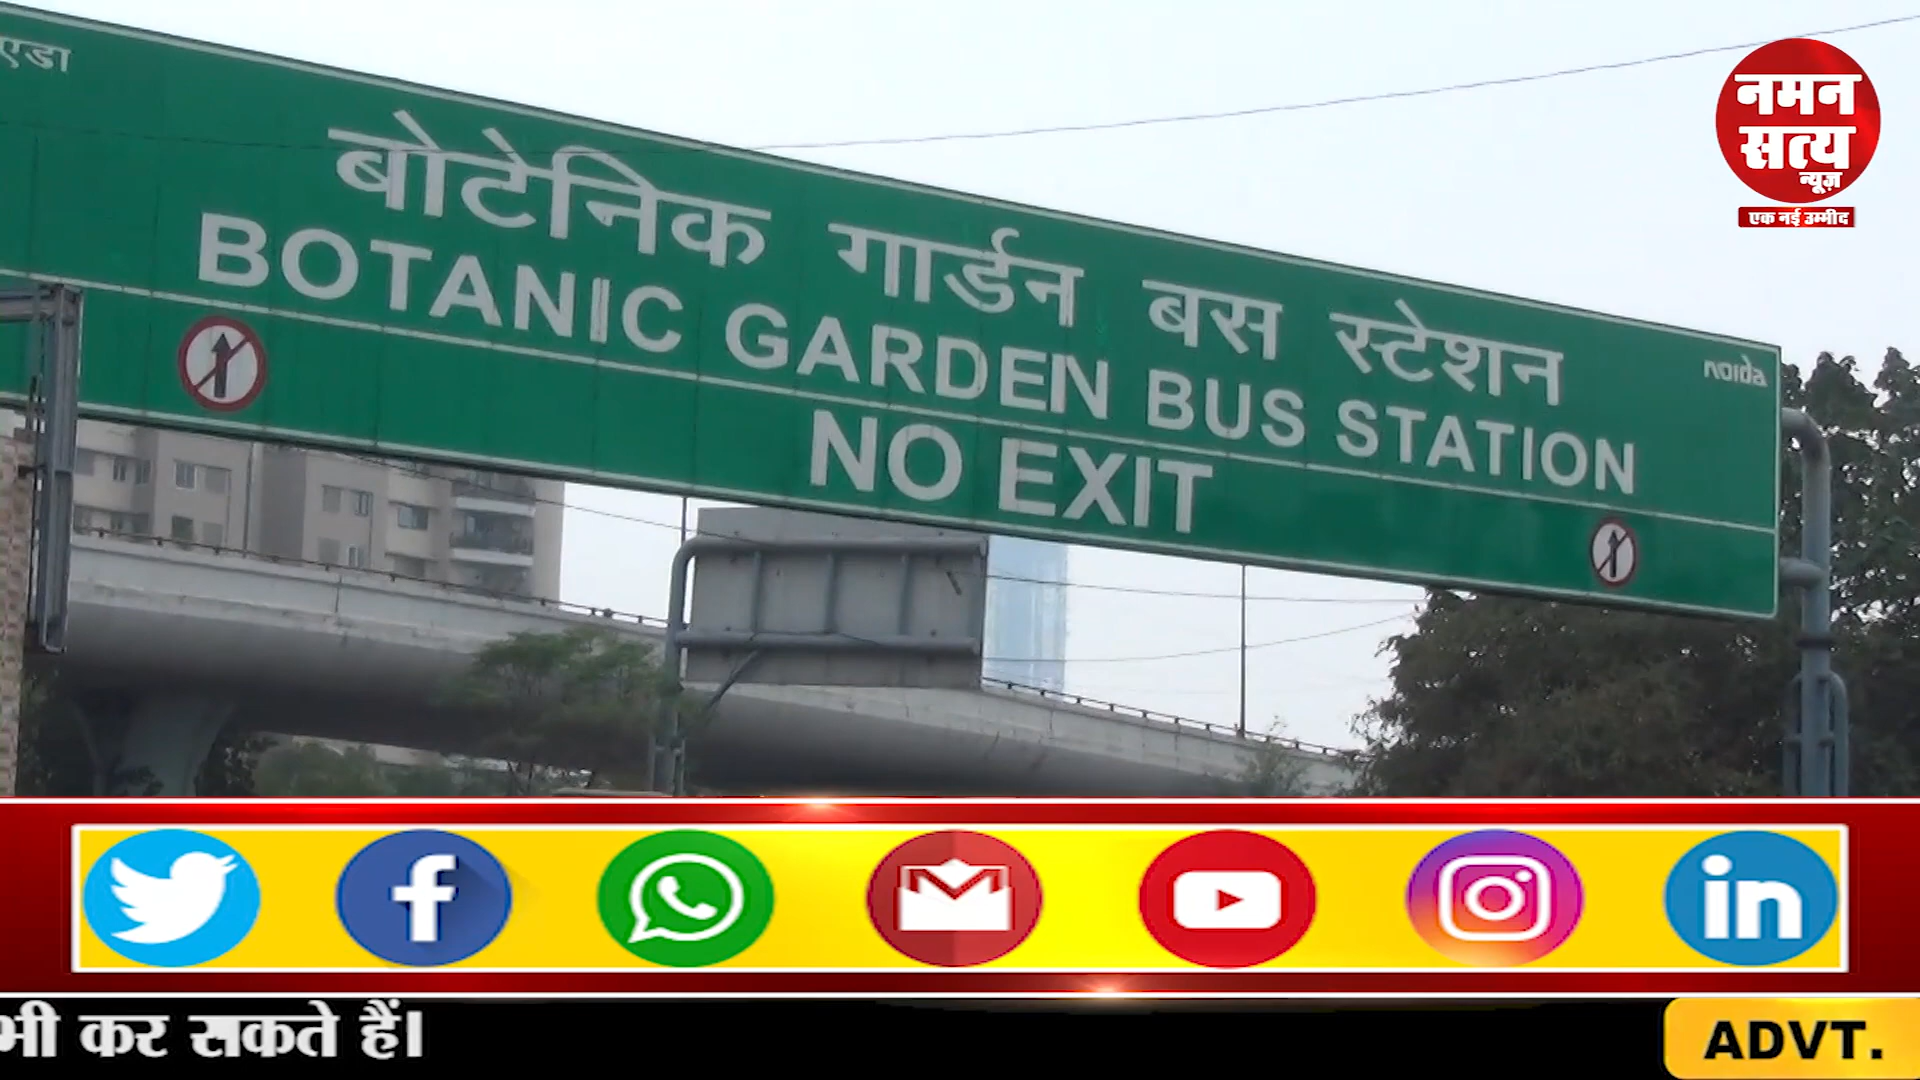 एडा
बोटेनिक गार्डन बस स्टेशन
BOTANIC GARDEN BUS STATION
noida
NO EXIT
नमन
सत्य
न्यूज़
एक नई उम्मीद
भी कर सकते हैं।
ADVT.